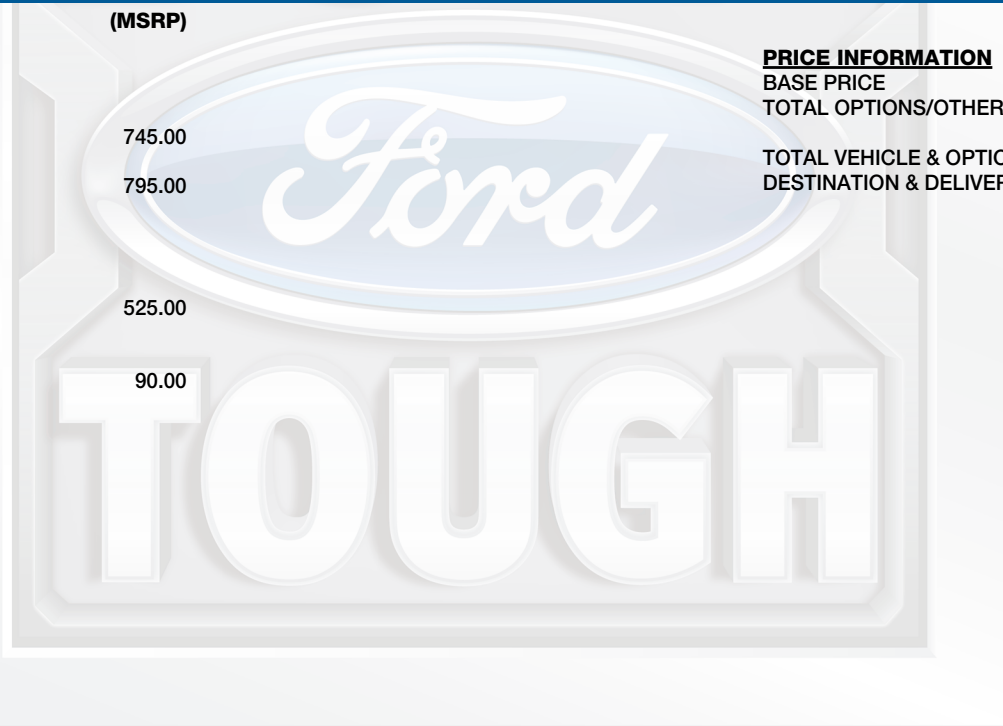 (MSRP)
745.00
795.00
525.00
90.00
PRICE INFORMATION
BASE PRICE
TOTAL OPTIONS/OTHER
TOTAL VEHICLE & OPTIO
DESTINATION & DELIVER
Ford
TOUGH